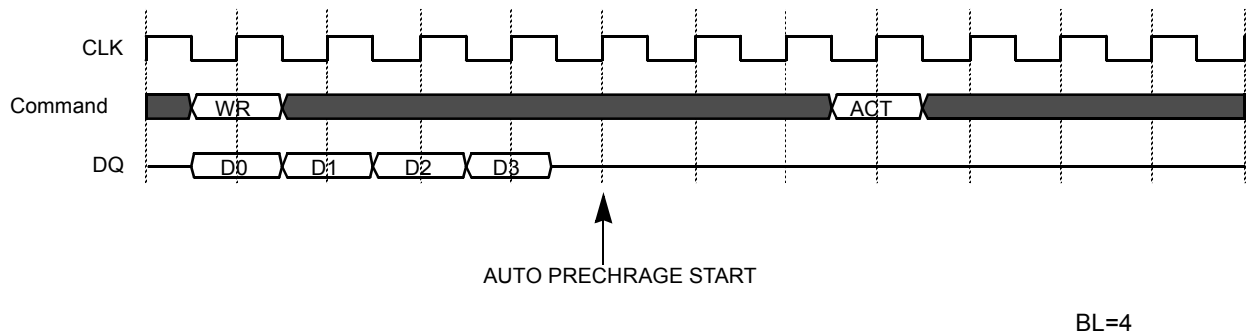 CLK
Command WR ACT
DQ D0 D1 D2 D3
AUTO PRECHRAGE START
BL=4